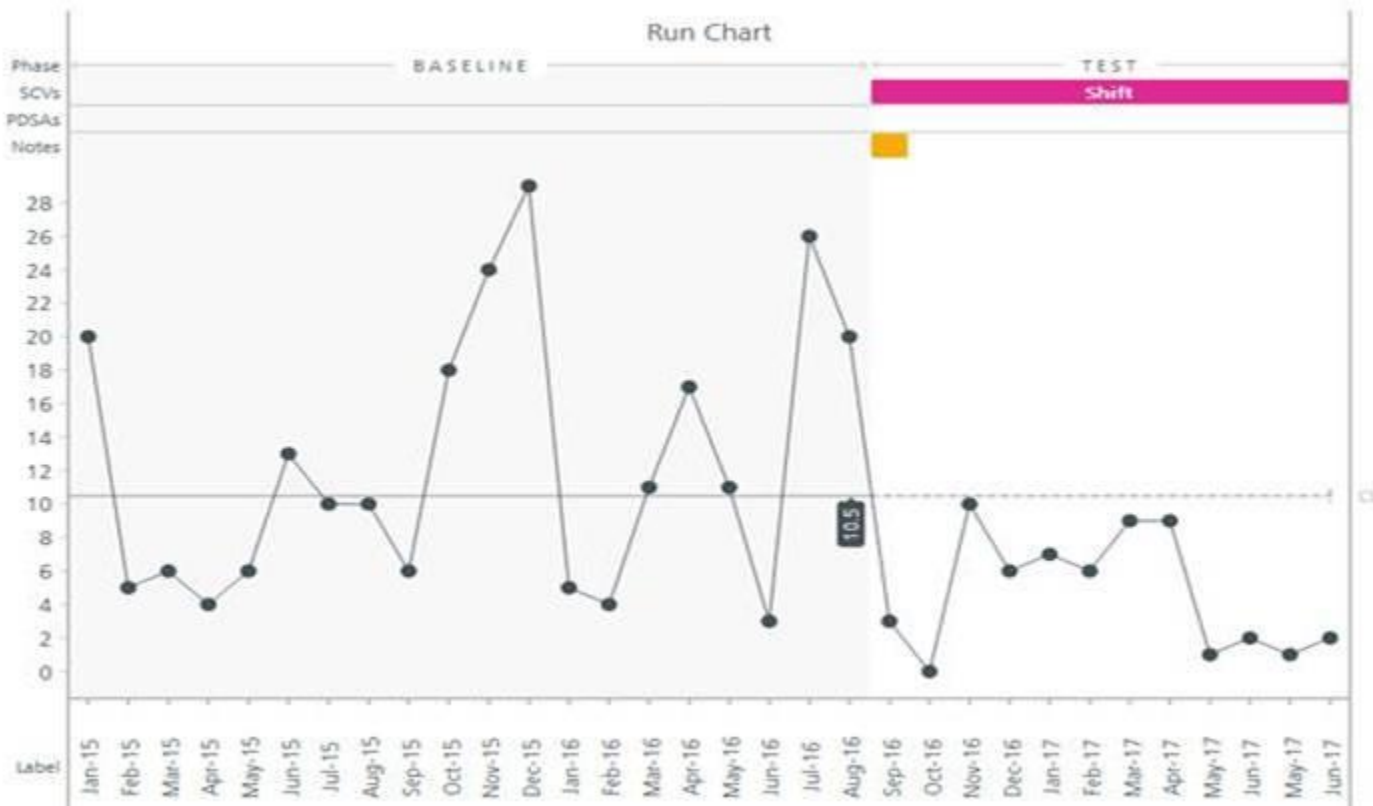 Run Chart
Phase BASELINE TEST
SCVs Shift
PDSAs
Notes
28
26
24
22
20
18
16
14
12
10
8
6
4
2
0
10.5
Label Jan-15 Feb-15 Mar-15 Apr-15 May-15 Jun-15 Jul-15 Aug-15 Sep-15 Oct-15 Nov-15 Dec-15 Jan-16 Feb-16 Mar-16 Apr-16 May-16 Jun-16 Jul-16 Aug-16 Sep-16 Oct-16 Nov-16 Dec-16 Jan-17 Feb-17 Mar-17 Apr-17 May-17 Jun-17 May-17 Jun-17